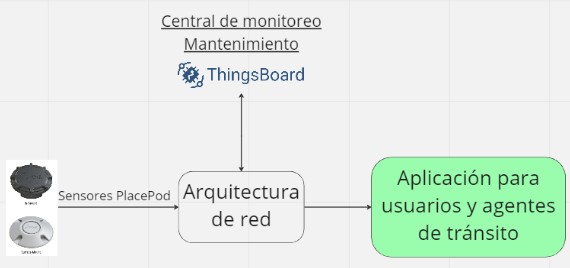 Central de monitoreo
Mantenimiento
ThingsBoard
Sensores PlacePod
Arquitectura
de red
Aplicación para
usuarios y agentes
de tránsito